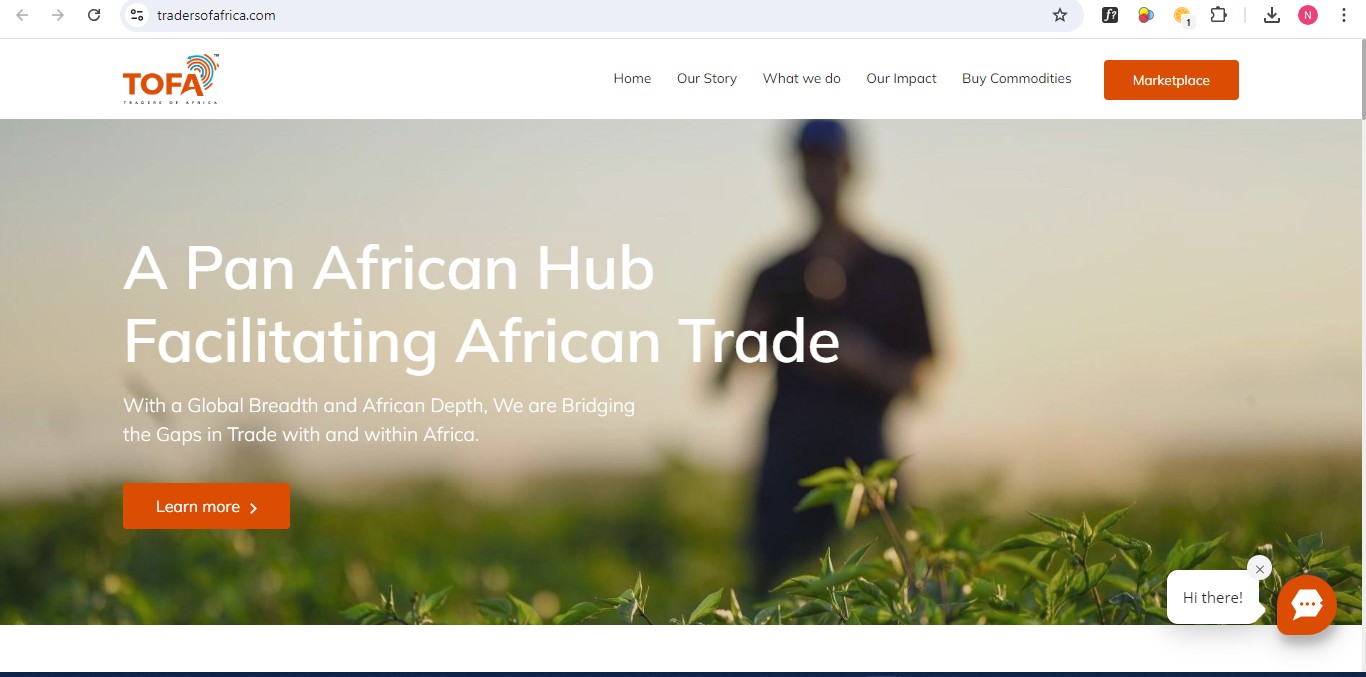 tradersofafrica.com
f?
1
N
TOFA™
TRADERS OF AFRICA
Home
Our Story
What we do
Our Impact
Buy Commodities
Marketplace
A Pan African Hub
Facilitating African Trade
With a Global Breadth and African Depth, We are Bridging
the Gaps in Trade with and within Africa.
Learn more
Hi there!